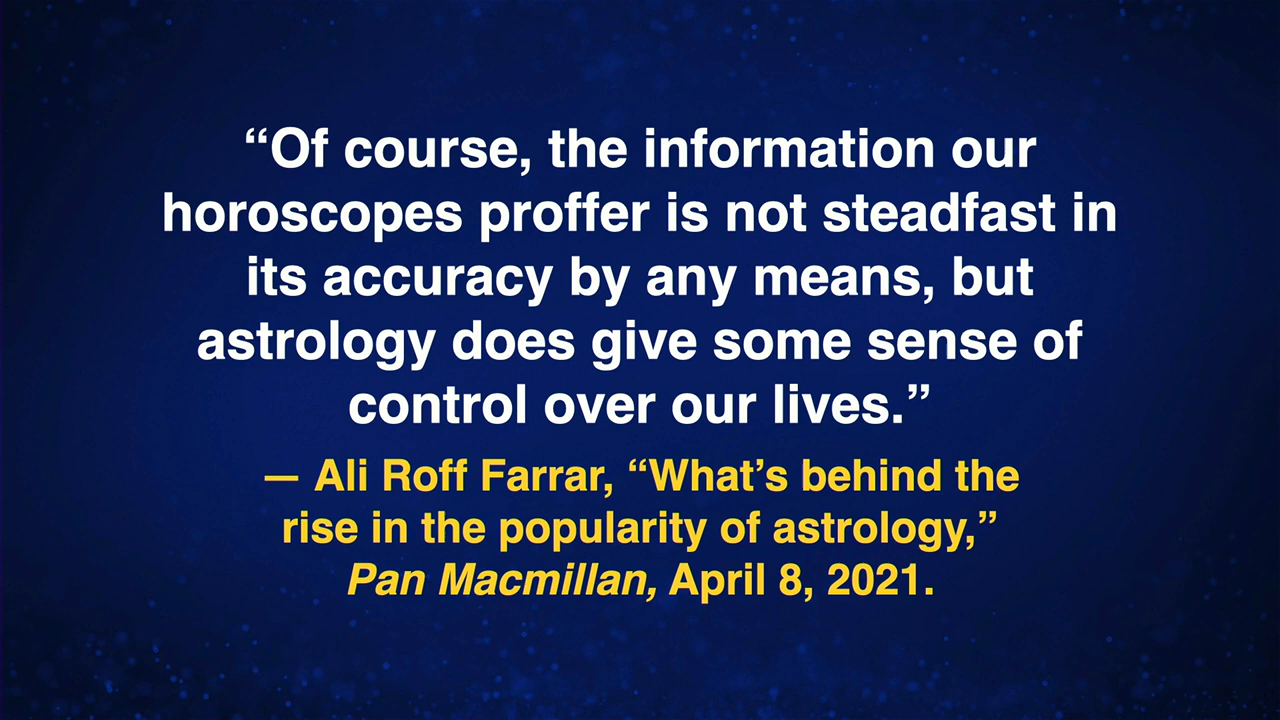 “Of course, the information our
horoscopes proffer is not steadfast in
its accuracy by any means, but
astrology does give some sense of
control over our lives.”
— Ali Roff Farrar, “What’s behind the
rise in the popularity of astrology,”
Pan Macmillan, April 8, 2021.